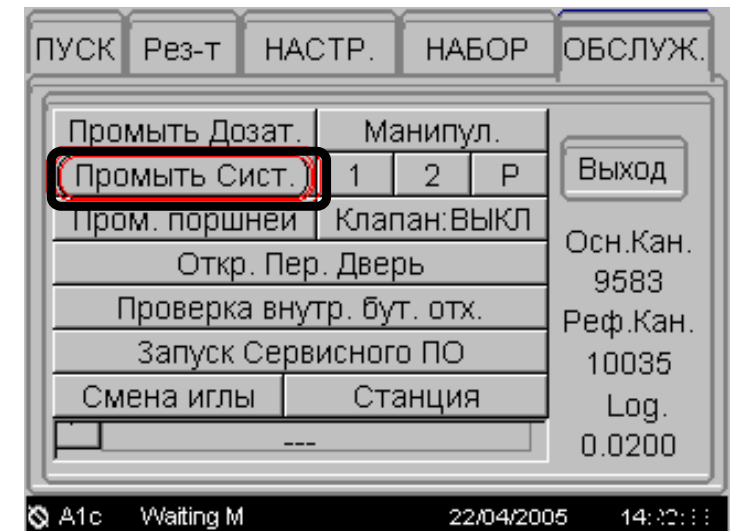 ПУСК Рез-т НАСТР. НАБОР ОБСЛУЖ.
Промыть Дозат. Манипул.
Промыть Сист. 1 2 P
Пром. поршней Клапан:ВЫКЛ
Откр. Пер. Дверь
Проверка внутр. бут. отх.
Запуск Сервисного ПО
Смена иглы Станция
---
Выход
Осн.Кан.
9583
Реф.Кан.
10035
Log.
0.0200
A1c Waiting M 22/04/2005